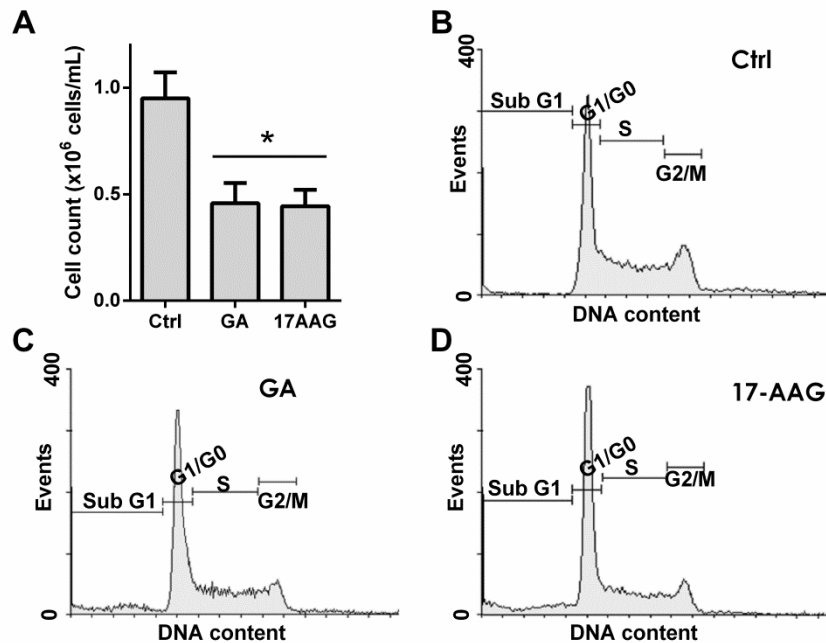 A
Cell count (x10⁶ cells/mL)
1.0
0.5
0.0
*
Ctrl GA 17AAG
B
Ctrl
400
Events
0
Sub G1
G1/G0
S
G2/M
DNA content
C
GA
400
Events
0
Sub G1
G1/G0
S
G2/M
DNA content
D
17-AAG
400
Events
0
Sub G1
G1/G0
S
G2/M
DNA content